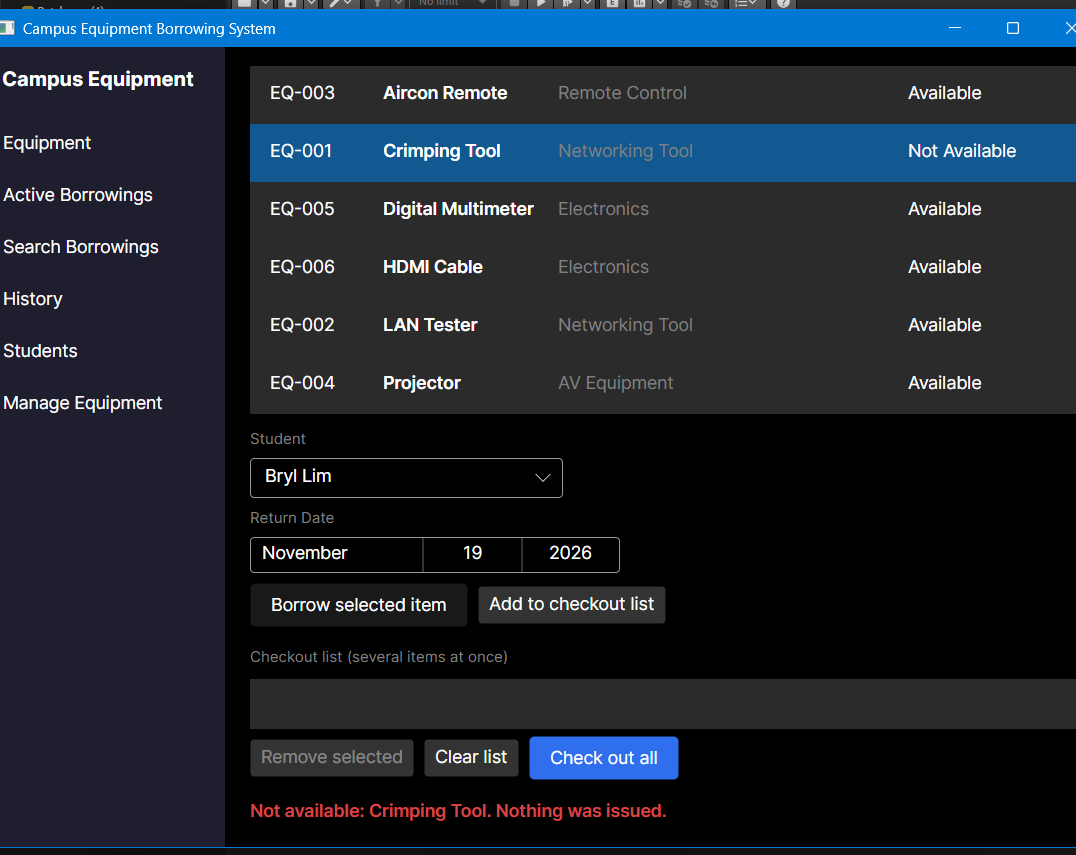 No limit
Campus Equipment Borrowing System
Campus Equipment
Equipment
Active Borrowings
Search Borrowings
History
Students
Manage Equipment
EQ-003 Aircon Remote Remote Control Available
EQ-001 Crimping Tool Networking Tool Not Available
EQ-005 Digital Multimeter Electronics Available
EQ-006 HDMI Cable Electronics Available
EQ-002 LAN Tester Networking Tool Available
EQ-004 Projector AV Equipment Available
Student
Bryl Lim
Return Date
November 19 2026
Borrow selected item Add to checkout list
Checkout list (several items at once)
Remove selected Clear list Check out all
Not available: Crimping Tool. Nothing was issued.